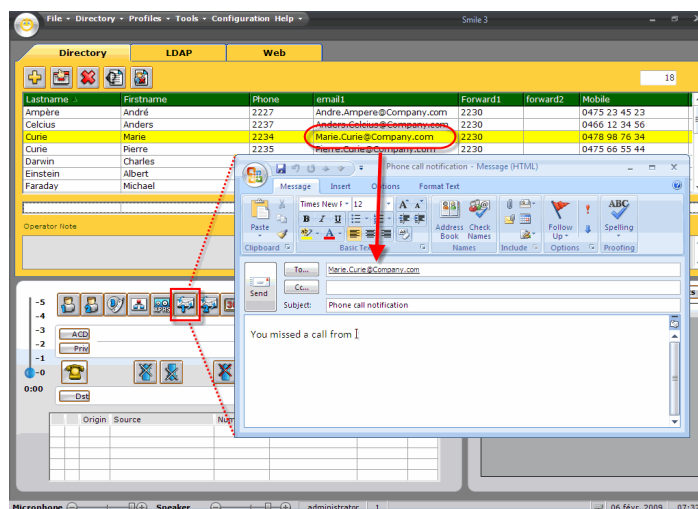 File Directory Profiles Tools Configuration Help Smile 3
Directory LDAP Web
18
Lastname Firstname Phone email1 Forward1 forward2 Mobile
Ampère André 2227 Andre.Ampere@Company.com 2230 0475 23 45 23
Celcius Anders 2237 Anders.Celcius@Company.com 2230 0466 12 34 56
Curie Marie 2234 Marie.Curie@Company.com 2230 0478 98 76 34
Curie Pierre 2235 Pierre.Curie@Company.com 2230 0475 66 55 44
Darwin Charles
Einstein Albert
Faraday Michael
Operator Note
Phone call notification - Message (HTML)
Message Insert Options Format Text
Times New F 12
Paste B I U
Address Book Check Names Follow Up ABC Spelling
Clipboard Basic Text Names Include Options Proofing
To... Marie.Curie@Company.com
Cc...
Send
Subject: Phone call notification
You missed a call from
-5
-4
-3 ACD
-2 Priv
-1
-0
0:00 Dst
Origin Source Num
Microphone Speaker administrator 1 06 févr. 2009 07:32